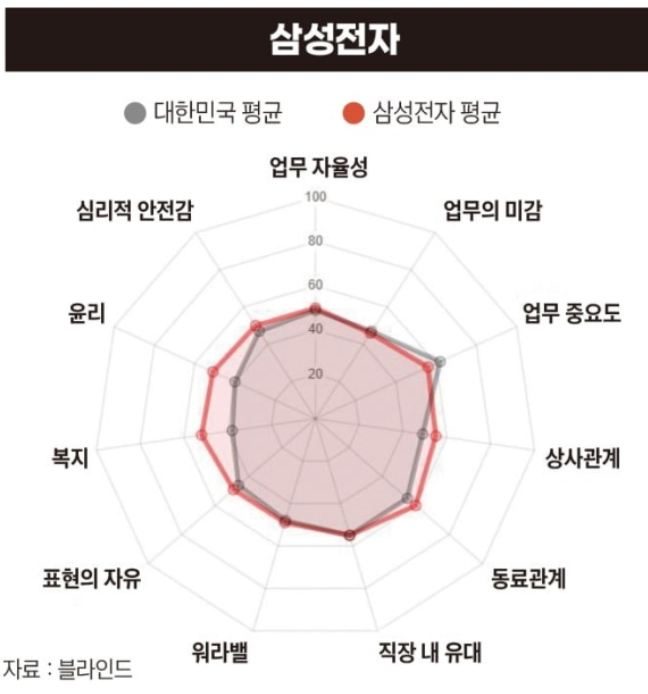 삼성전자
대한민국 평균 삼성전자 평균
업무 자율성
심리적 안전감 업무의 미감
윤리 업무 중요도
복지 상사관계
표현의 자유 동료관계
워라밸 직장 내 유대
100
80
60
40
20
자료 : 블라인드